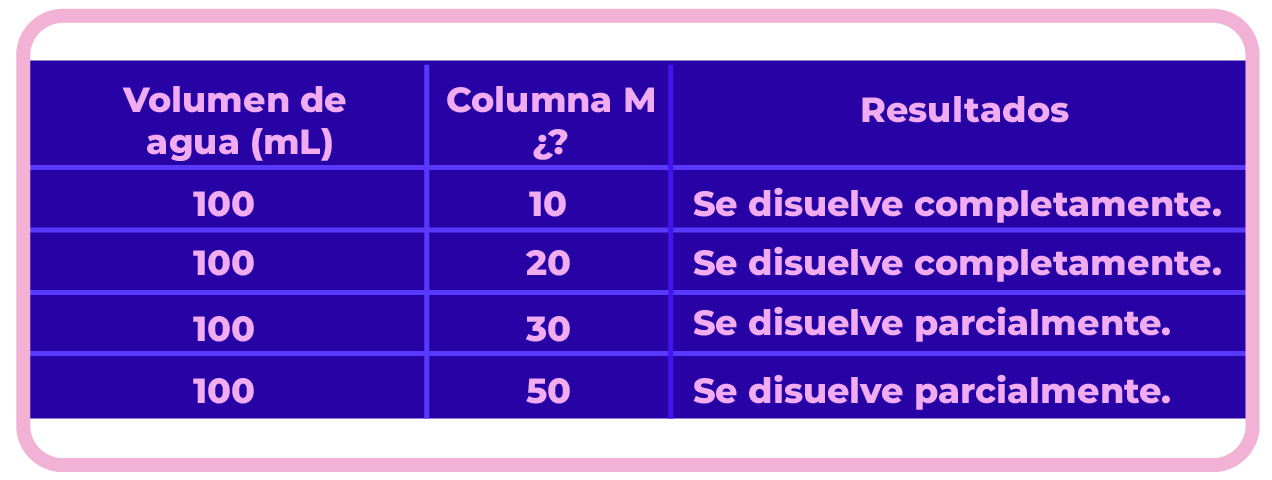 Volumen de
agua (mL)
Columna M
¿?
Resultados
100
10
Se disuelve completamente.
100
20
Se disuelve completamente.
100
30
Se disuelve parcialmente.
100
50
Se disuelve parcialmente.